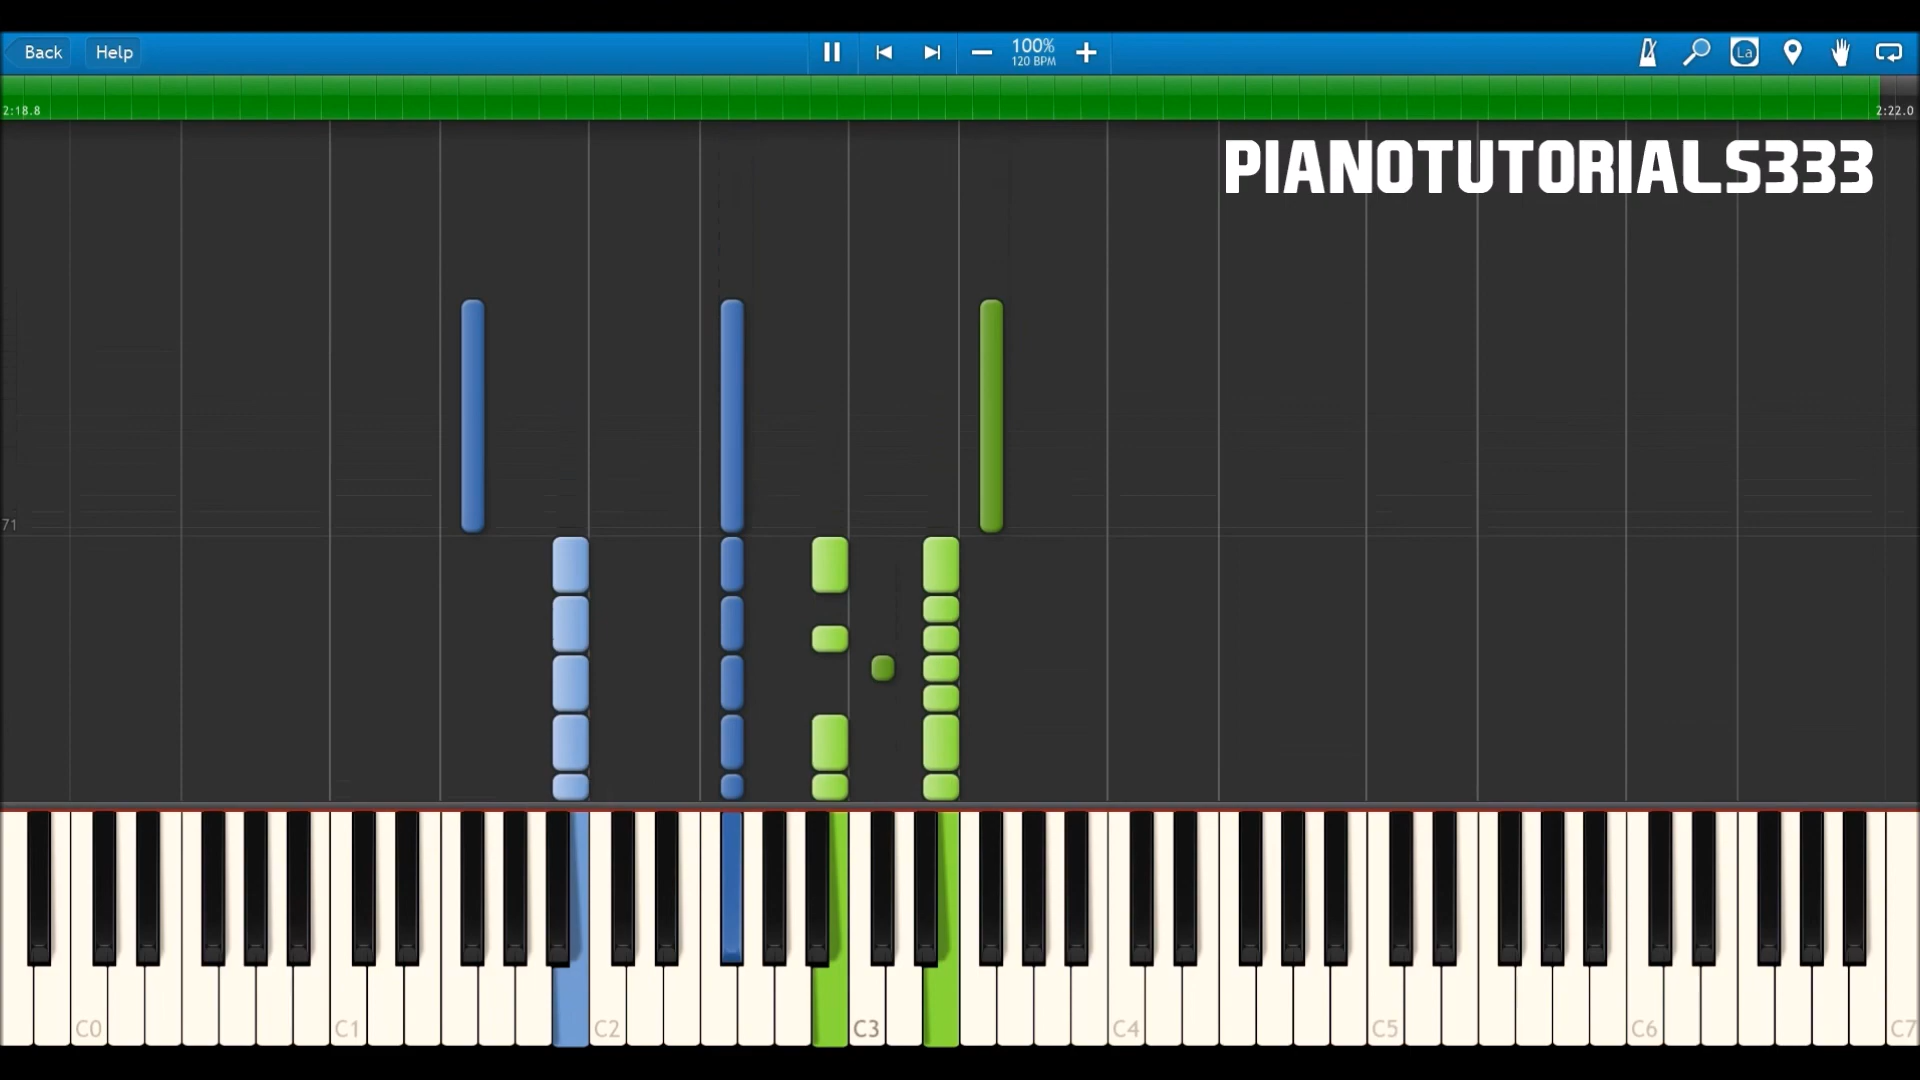 Back Help 100%
120 BPM La
2:18.8 2:22.0
PIANOTUTORIALS333
71
C0 C1 C2 C3 C4 C5 C6 C7